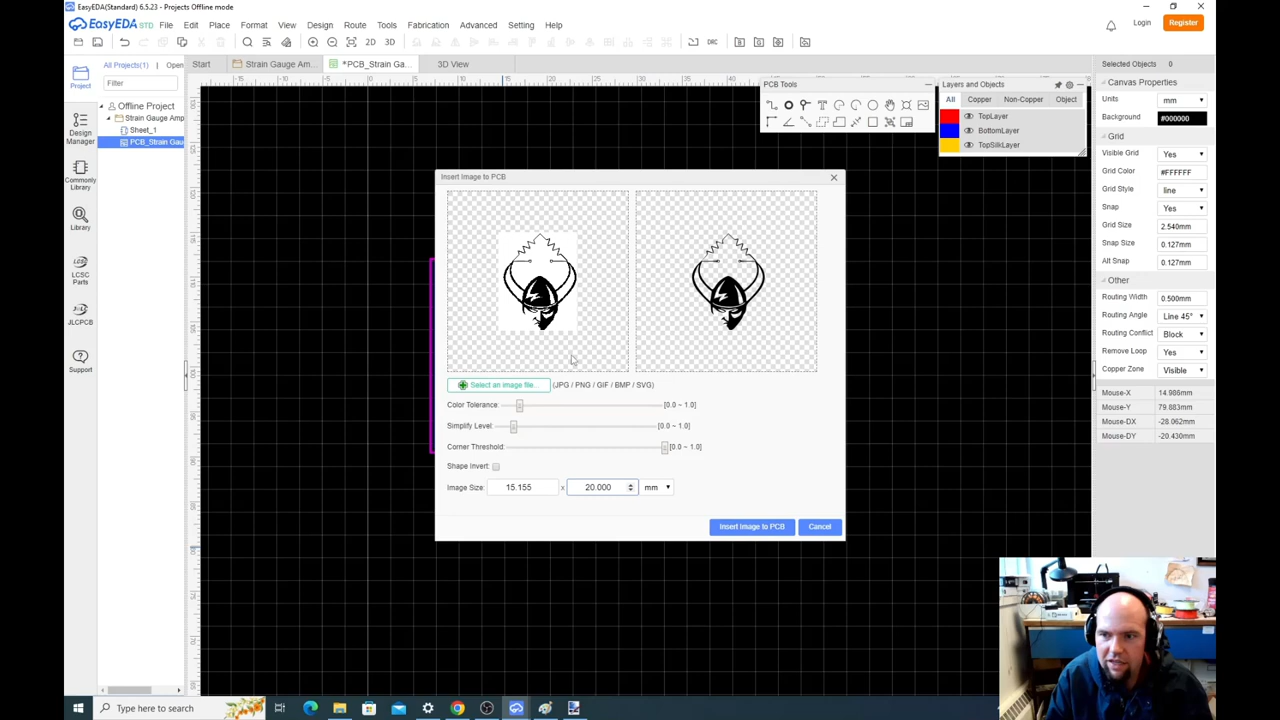 EasyEDA(Standard) 6.5.23 - Projects Offline mode
EasyEDA STD
File Edit Place Format View Design Route Tools Fabrication Advanced Setting Help
Login Register
2D 3D
All Projects(1) Open
Start Strain Gauge Am... *PCB_Strain Ga... 3D View
Project
Filter
Offline Project
Strain Gauge Amp
Sheet_1
PCB_Strain Gau
Design Manager
Commonly Library
Library
LCSC Parts
JLCPCB
Support
PCB Tools
Layers and Objects
All Copper Non-Copper Object
TopLayer
BottomLayer
TopSilkLayer
Insert Image to PCB
Select an image file... (JPG / PNG / GIF / BMP / SVG)
Color Tolerance: [0.0 ~ 1.0]
Simplify Level: [0.0 ~ 1.0]
Corner Threshold: [0.0 ~ 1.0]
Shape Invert:
Image Size: 15.155 x 20.000 mm
Insert Image to PCB Cancel
Selected Objects 0
Canvas Properties
Units mm
Background #000000
Grid
Visible Grid Yes
Grid Color #FFFFFF
Grid Style line
Snap Yes
Grid Size 2.540mm
Snap Size 0.127mm
Alt Snap 0.127mm
Other
Routing Width 0.500mm
Routing Angle Line 45°
Routing Conflict Block
Remove Loop Yes
Copper Zone Visible
Mouse-X 14.986mm
Mouse-Y 79.883mm
Mouse-DX -28.062mm
Mouse-DY -20.430mm
Type here to search